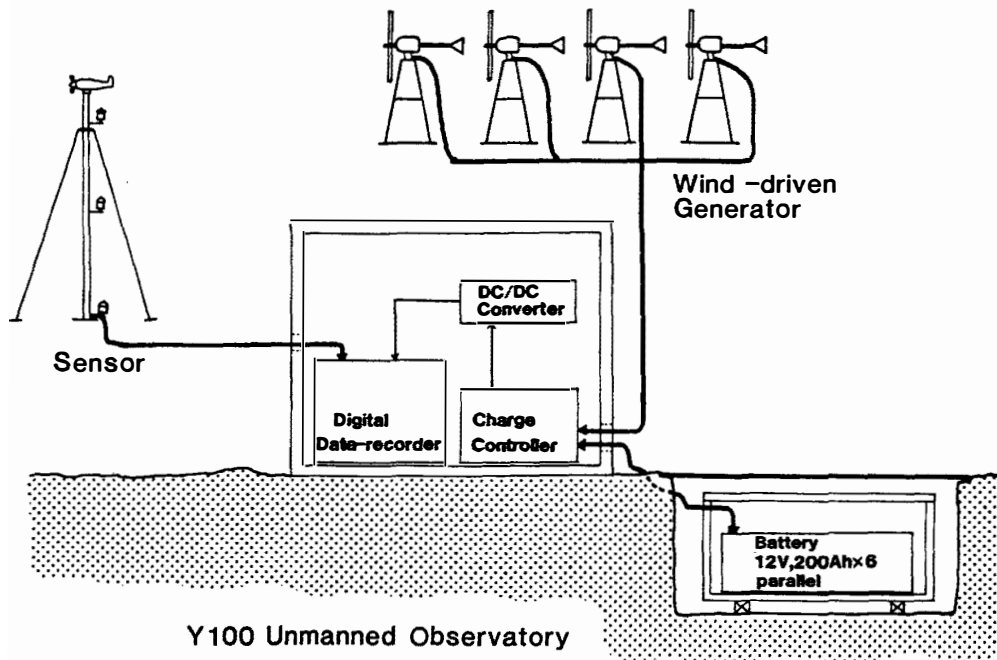 Wind -driven
Generator
DC/DC
Converter
Sensor
Digital
Data-recorder
Charge
Controller
Battery
12V,200Ah×6
parallel
Y100 Unmanned Observatory